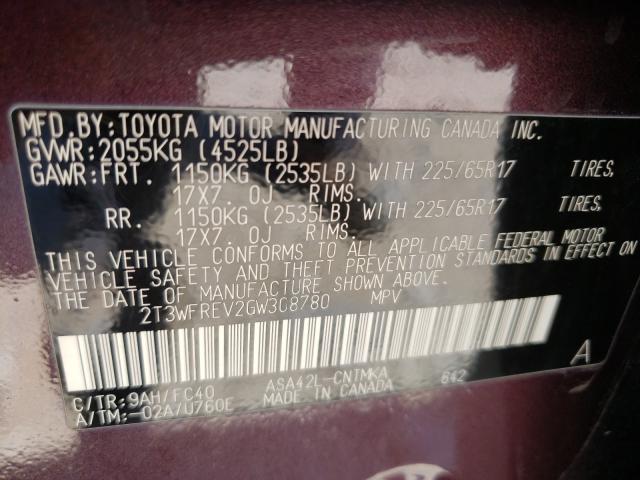 MFD.BY:TOYOTA MOTOR MANUFACTURING CANADA INC.
GVWR:2055KG (4525LB)
GAWR:FRT. 1150KG (2535LB) WITH 225/65R17 TIRES,
17X7.0J RIMS.
RR. 1150KG (2535LB) WITH 225/65R17 TIRES,
17X7.0J RIMS.
THIS VEHICLE CONFORMS TO ALL APPLICABLE FEDERAL MOTOR
VEHICLE SAFETY AND THEFT PREVENTION STANDARDS IN EFFECT ON
THE DATE OF MANUFACTURE SHOWN ABOVE.
2T3WFREV2GW308780 MPV
A
C/TR:9AH/FC40 ASA42L-CNTMKA 642
A/TM:-02A/U760E MADE IN CANADA